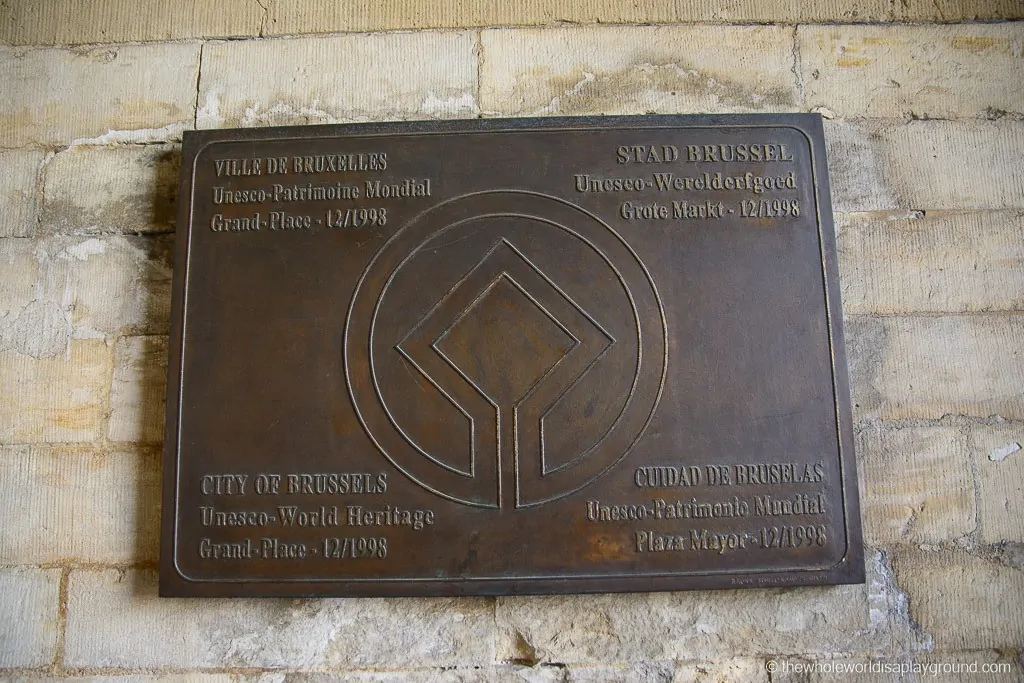 VILLE DE BRUXELLES
Unesco-Patrimoine Mondial
Grand-Place - 12/1998
STAD BRUSSEL
Unesco-Werelderfgoed
Grote Markt - 12/1998
CITY OF BRUSSELS
Unesco-World Heritage
Grand-Place - 12/1998
CUIDAD DE BRUSELAS
Unesco-Patrimonio Mundial
Plaza Mayor - 12/1998
© thewholeworldisaplayground.com